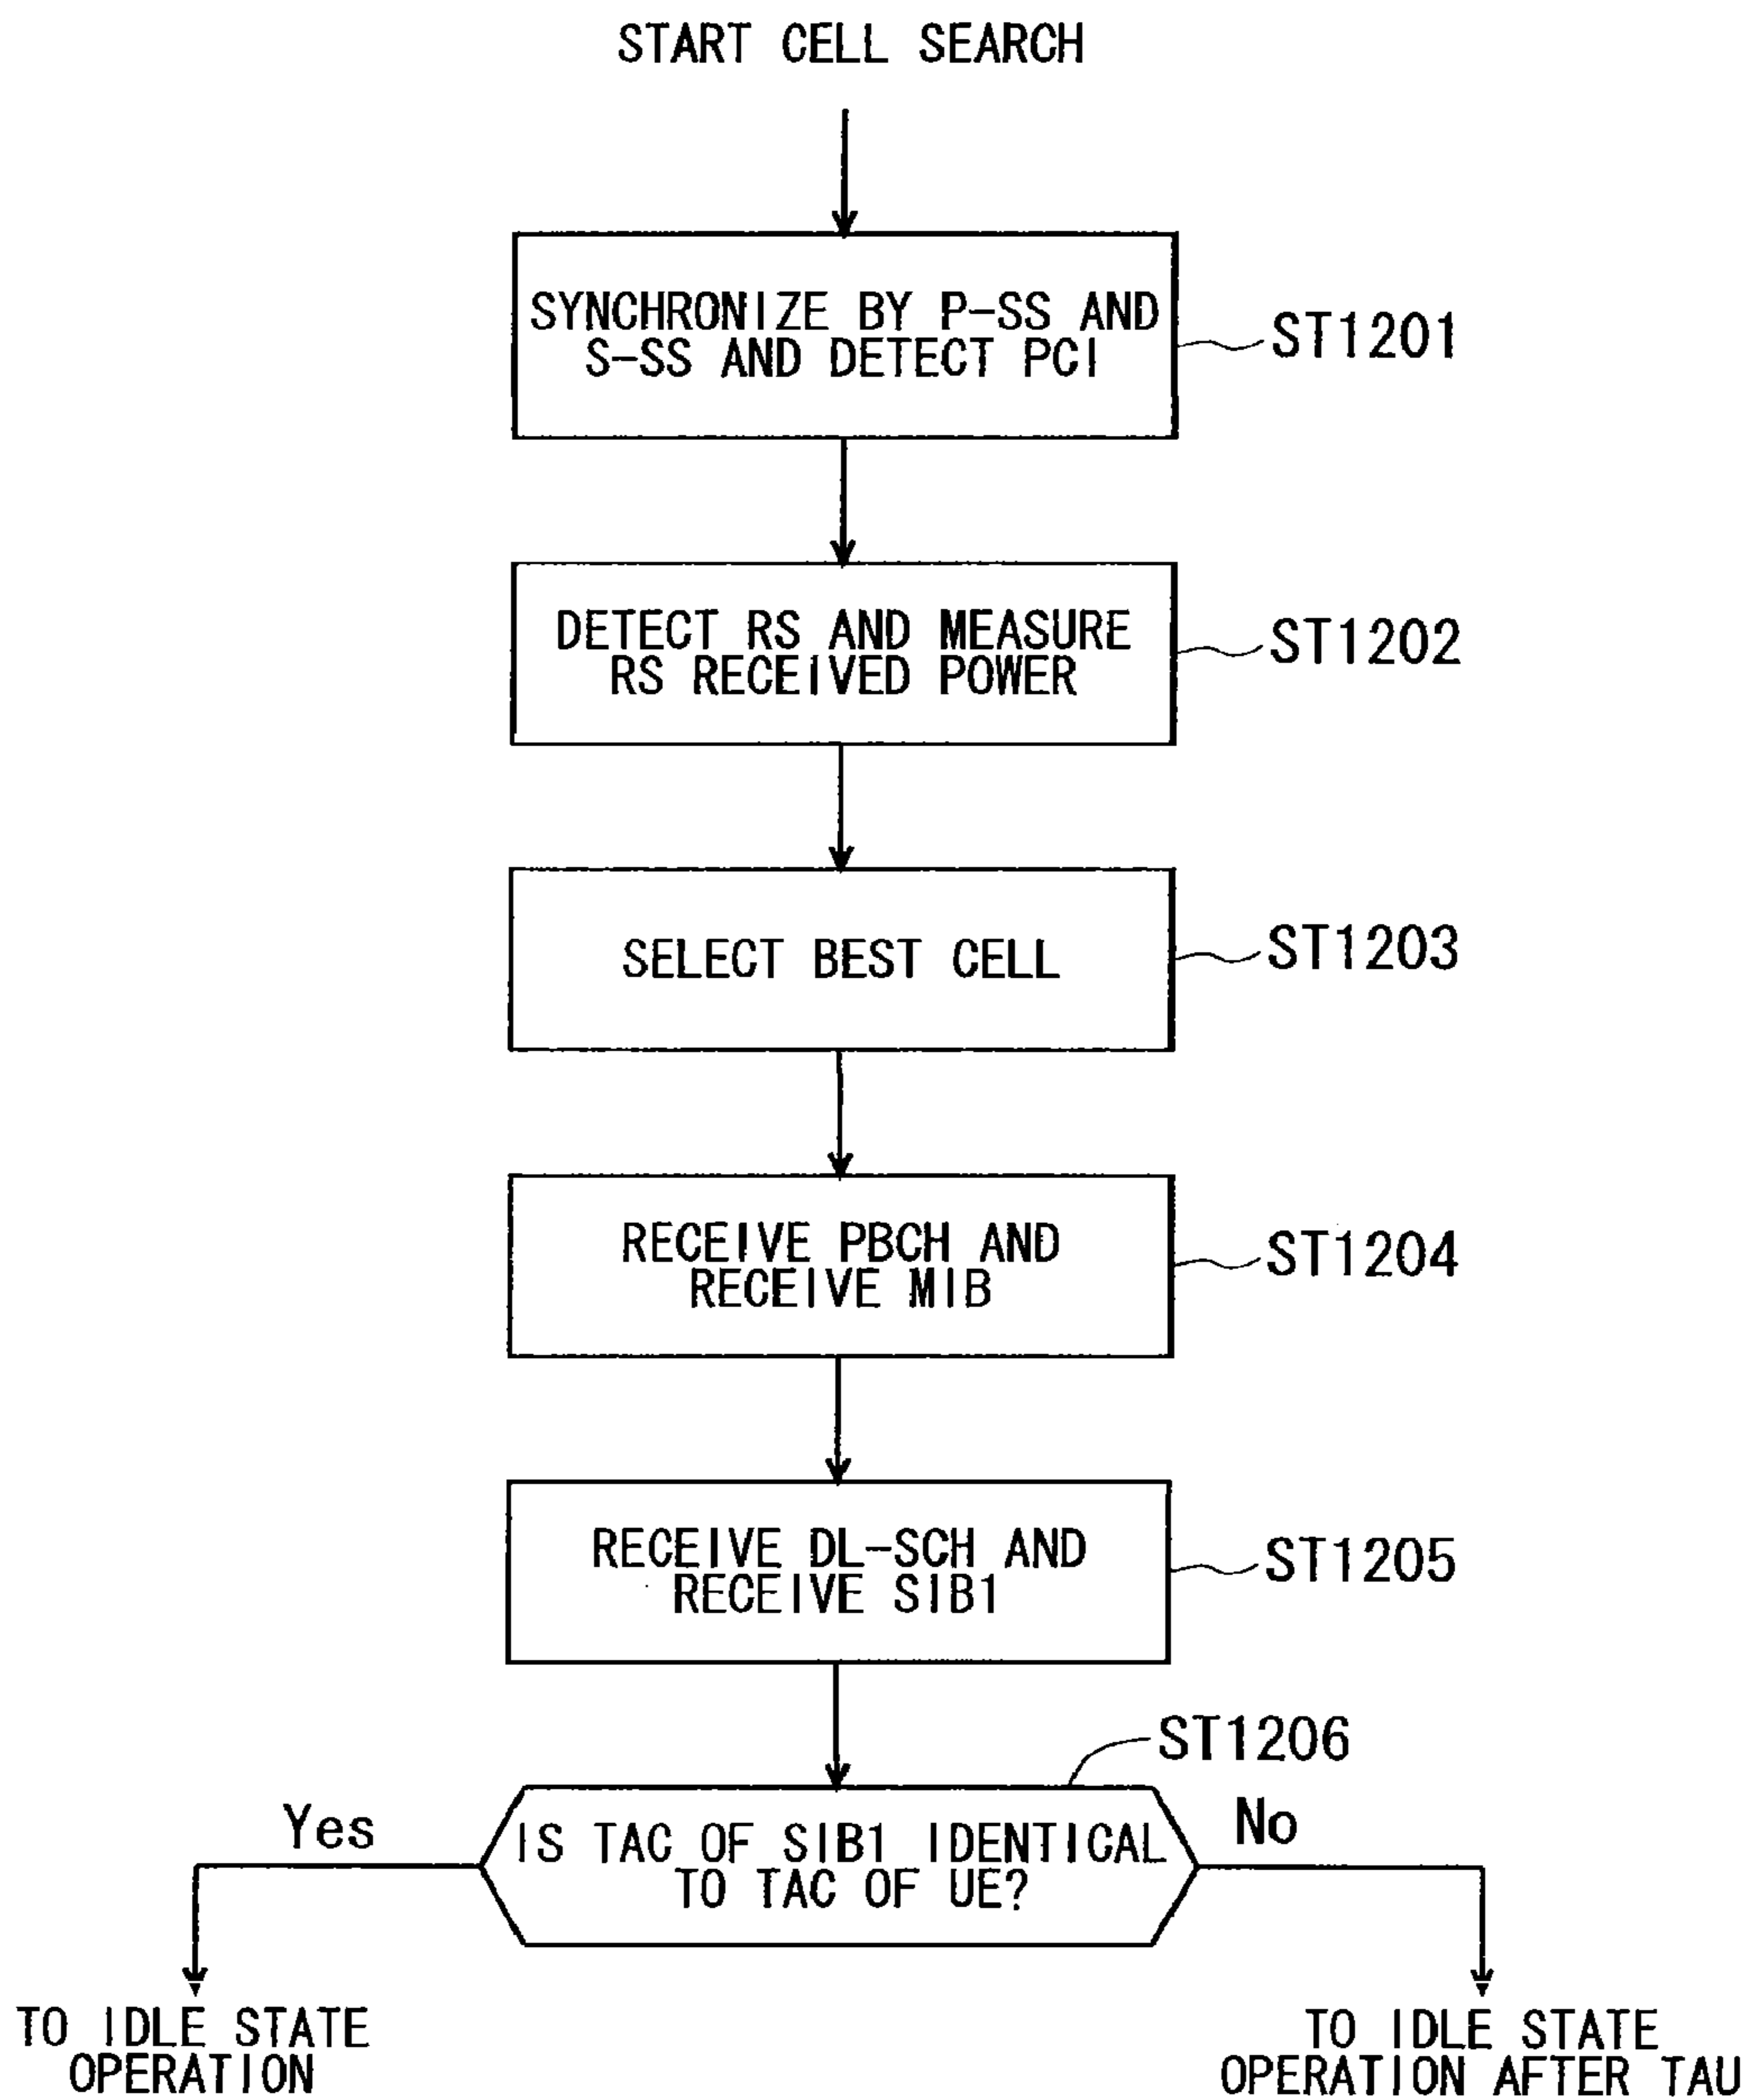 START CELL SEARCH
SYNCHRONIZE BY P-SS AND
S-SS AND DETECT PCI
ST1201
DETECT RS AND MEASURE
RS RECEIVED POWER
ST1202
SELECT BEST CELL
ST1203
RECEIVE PBCH AND
RECEIVE MIB
ST1204
RECEIVE DL-SCH AND
RECEIVE SIB1
ST1205
ST1206
Yes
IS TAC OF SIB1 IDENTICAL
TO TAC OF UE?
No
TO IDLE STATE
OPERATION
TO IDLE STATE
OPERATION AFTER TAU